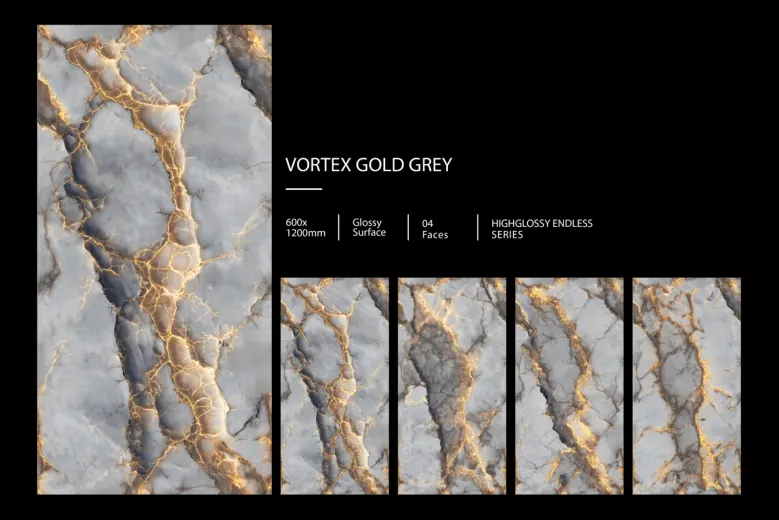 VORTEX GOLD GREY
600x
1200mm
Glossy
Surface
04
Faces
HIGHGLOSSY ENDLESS
SERIES